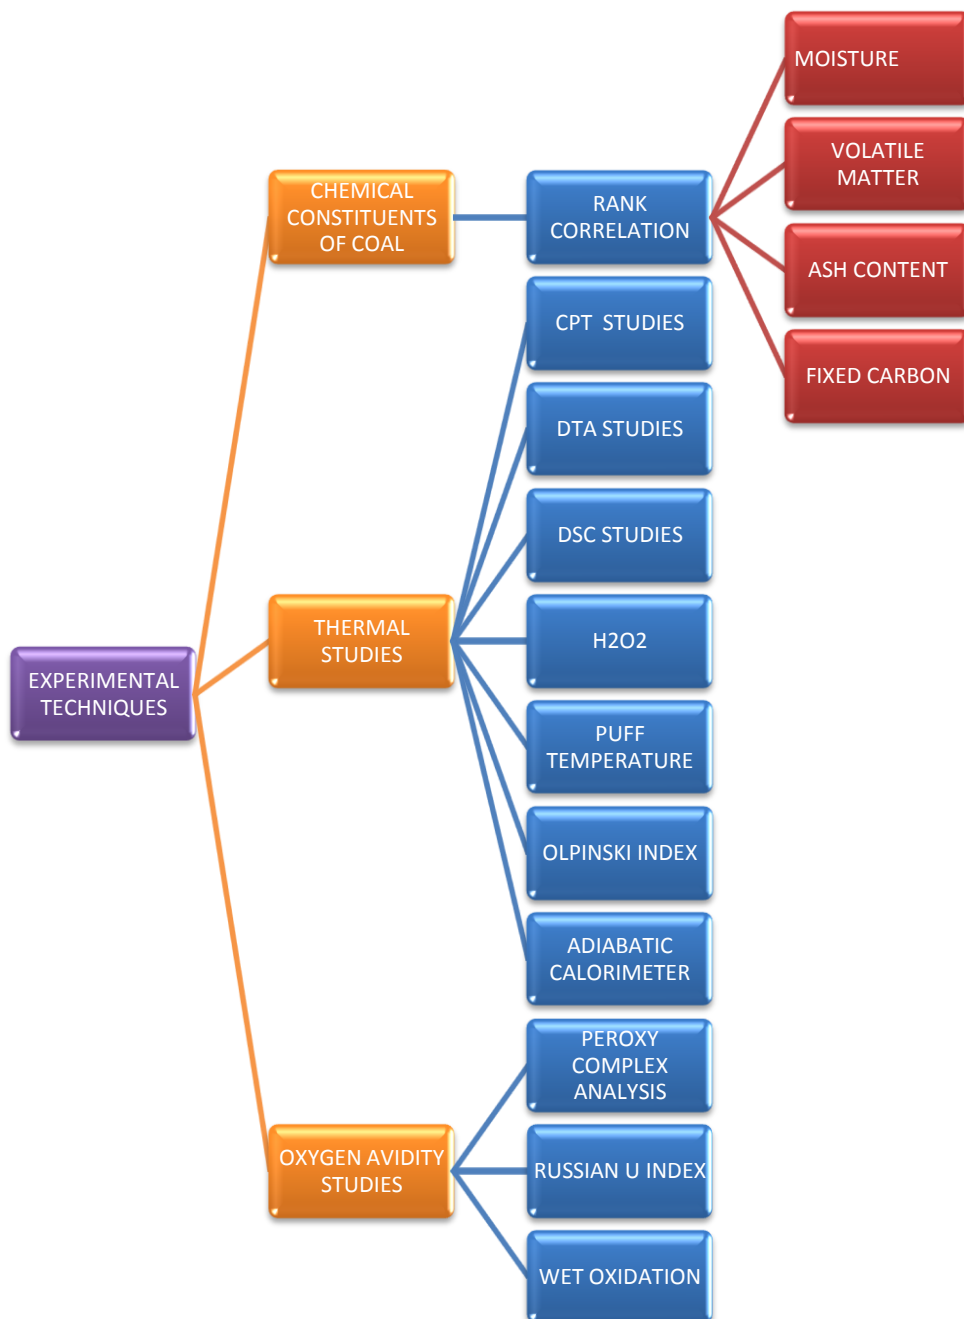 MOISTURE
VOLATILE
MATTER
ASH CONTENT
FIXED CARBON
CHEMICAL
CONSTITUENTS
OF COAL
RANK
CORRELATION
CPT  STUDIES
DTA STUDIES
DSC STUDIES
H2O2
PUFF
TEMPERATURE
OLPINSKI INDEX
ADIABATIC
CALORIMETER
THERMAL
STUDIES
EXPERIMENTAL
TECHNIQUES
PEROXY
COMPLEX
ANALYSIS
OXYGEN AVIDITY
STUDIES
RUSSIAN U INDEX
WET OXIDATION